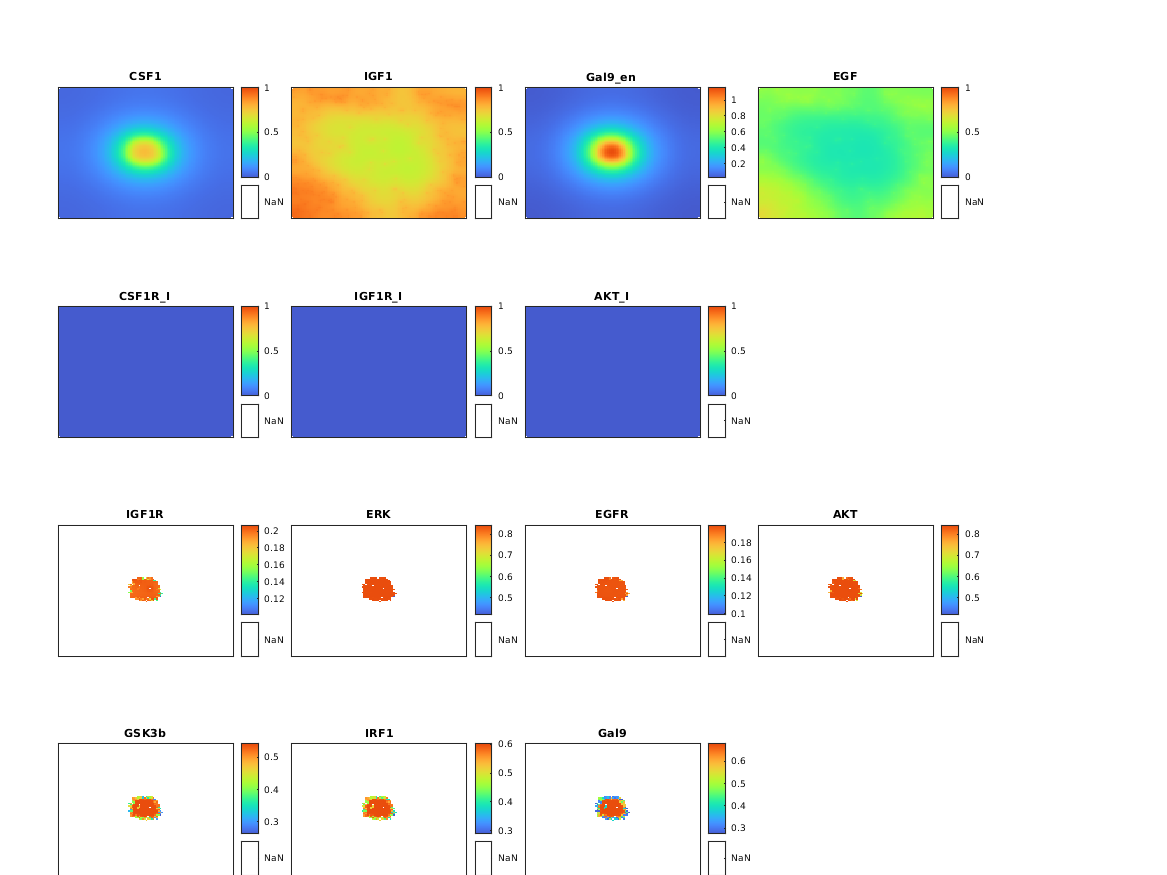 CSF1 IGF1 Gal9_en EGF
1 1 1 1
0.8
0.5 0.5 0.6 0.5
0.4
0.2
0 0 0
NaN NaN NaN NaN
CSF1R_I IGF1R_I AKT_I
1 1 1
0.5 0.5 0.5
0 0 0
NaN NaN NaN
IGF1R ERK EGFR AKT
0.2 0.8 0.18 0.8
0.18 0.7 0.16 0.7
0.16 0.6 0.14 0.6
0.14 0.5 0.12 0.5
0.12 0.1
NaN NaN NaN NaN
GSK3b IRF1 Gal9
0.5 0.6 0.6
0.4 0.5 0.5
0.3 0.4 0.4
0.3 0.3
NaN NaN NaN